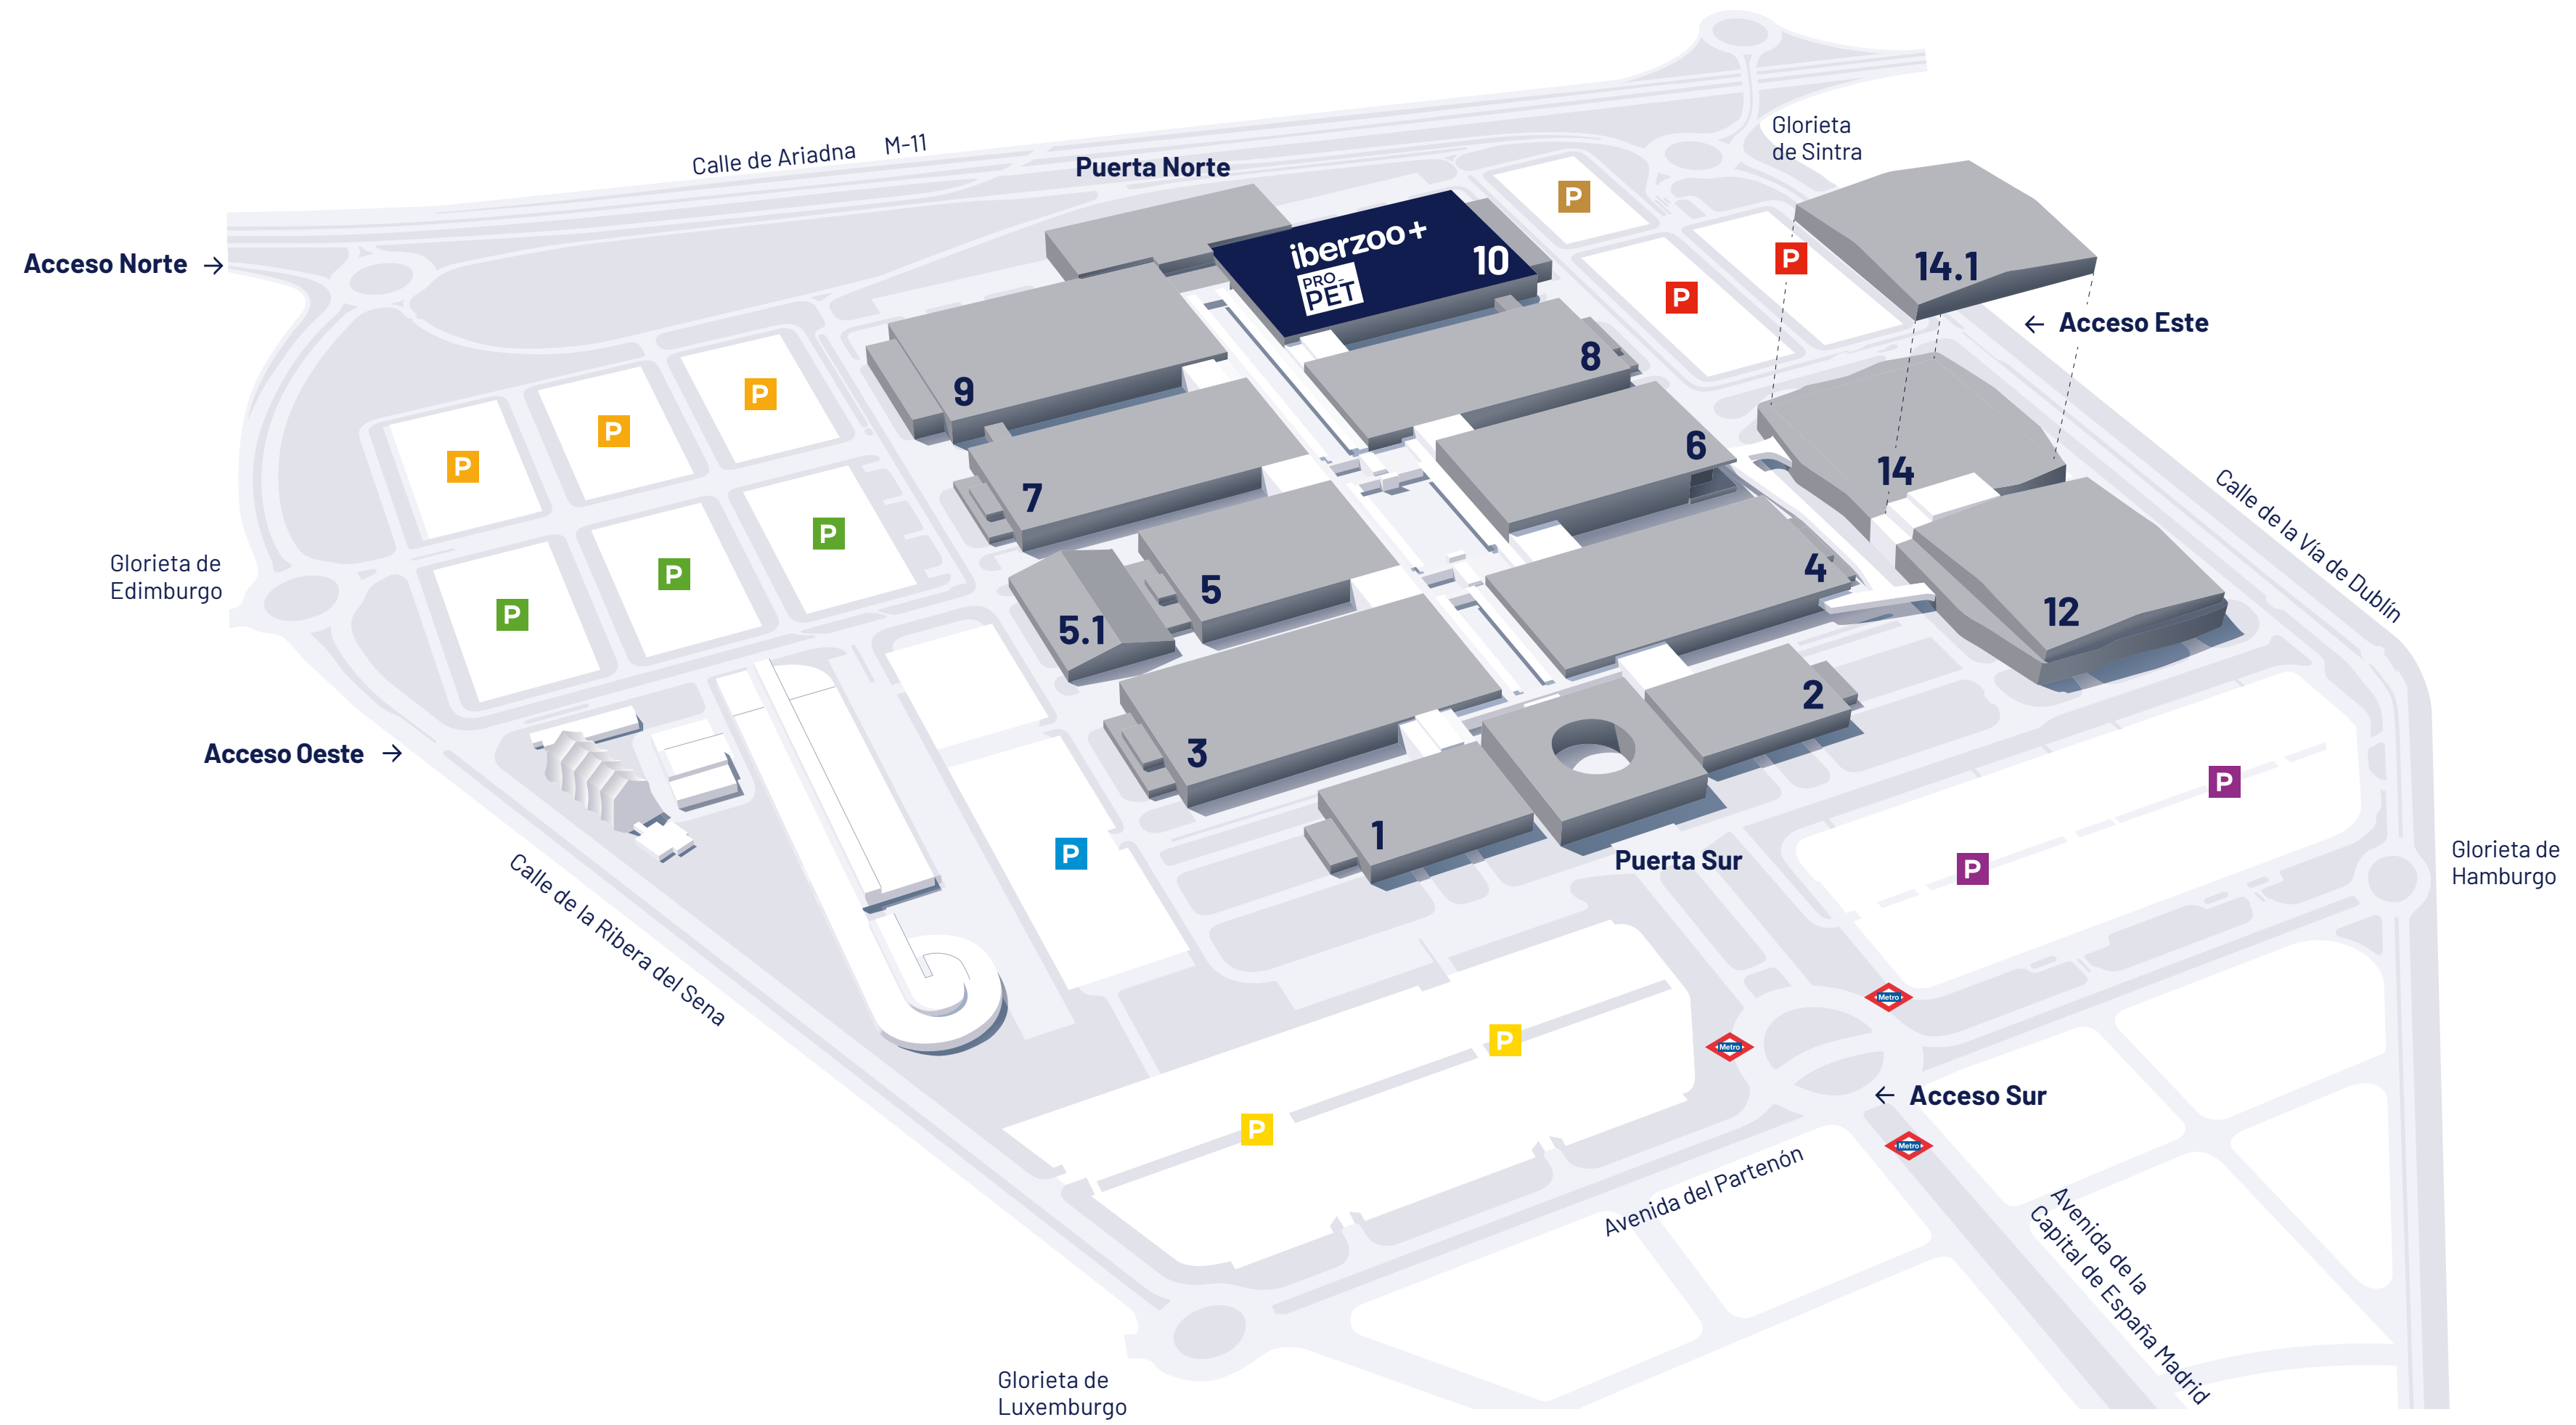 Glorieta
de Sintra
Calle de Ariadna M-11
Puerta Norte
P
iberzoo+
PRO_
PET
10
P
14.1
P
Acceso Norte →
← Acceso Este
8
9
P
P
P
6
14
7
Calle de la Vía de Dublín
P
P
P
Glorieta de
Edimburgo
5
4
5.1
12
2
3
Acceso Oeste →
P
1
P
Puerta Sur
P
Glorieta de
Hamburgo
Calle de la Ribera del Sena
Metro
P
Metro
← Acceso Sur
P
Metro
Avenida del Partenón
Avenida de la
Capital de España Madrid
Glorieta de
Luxemburgo